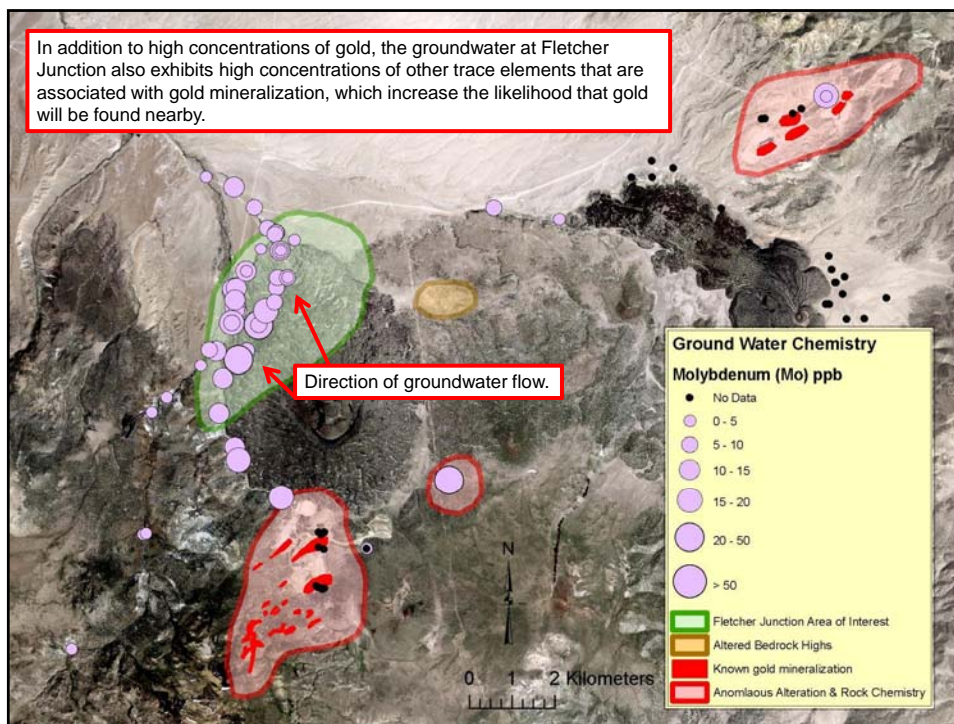 In addition to high concentrations of gold, the groundwater at Fletcher
Junction also exhibits high concentrations of other trace elements that are
associated with gold mineralization, which increase the likelihood that gold
will be found nearby.
Direction of groundwater flow.
N
0 1 2 Kilometers
Ground Water Chemistry
Molybdenum (Mo) ppb
No Data
0 - 5
5 - 10
10 - 15
15 - 20
20 - 50
> 50
Fletcher Junction Area of Interest
Altered Bedrock Highs
Known gold mineralization
Anomlaous Alteration & Rock Chemistry